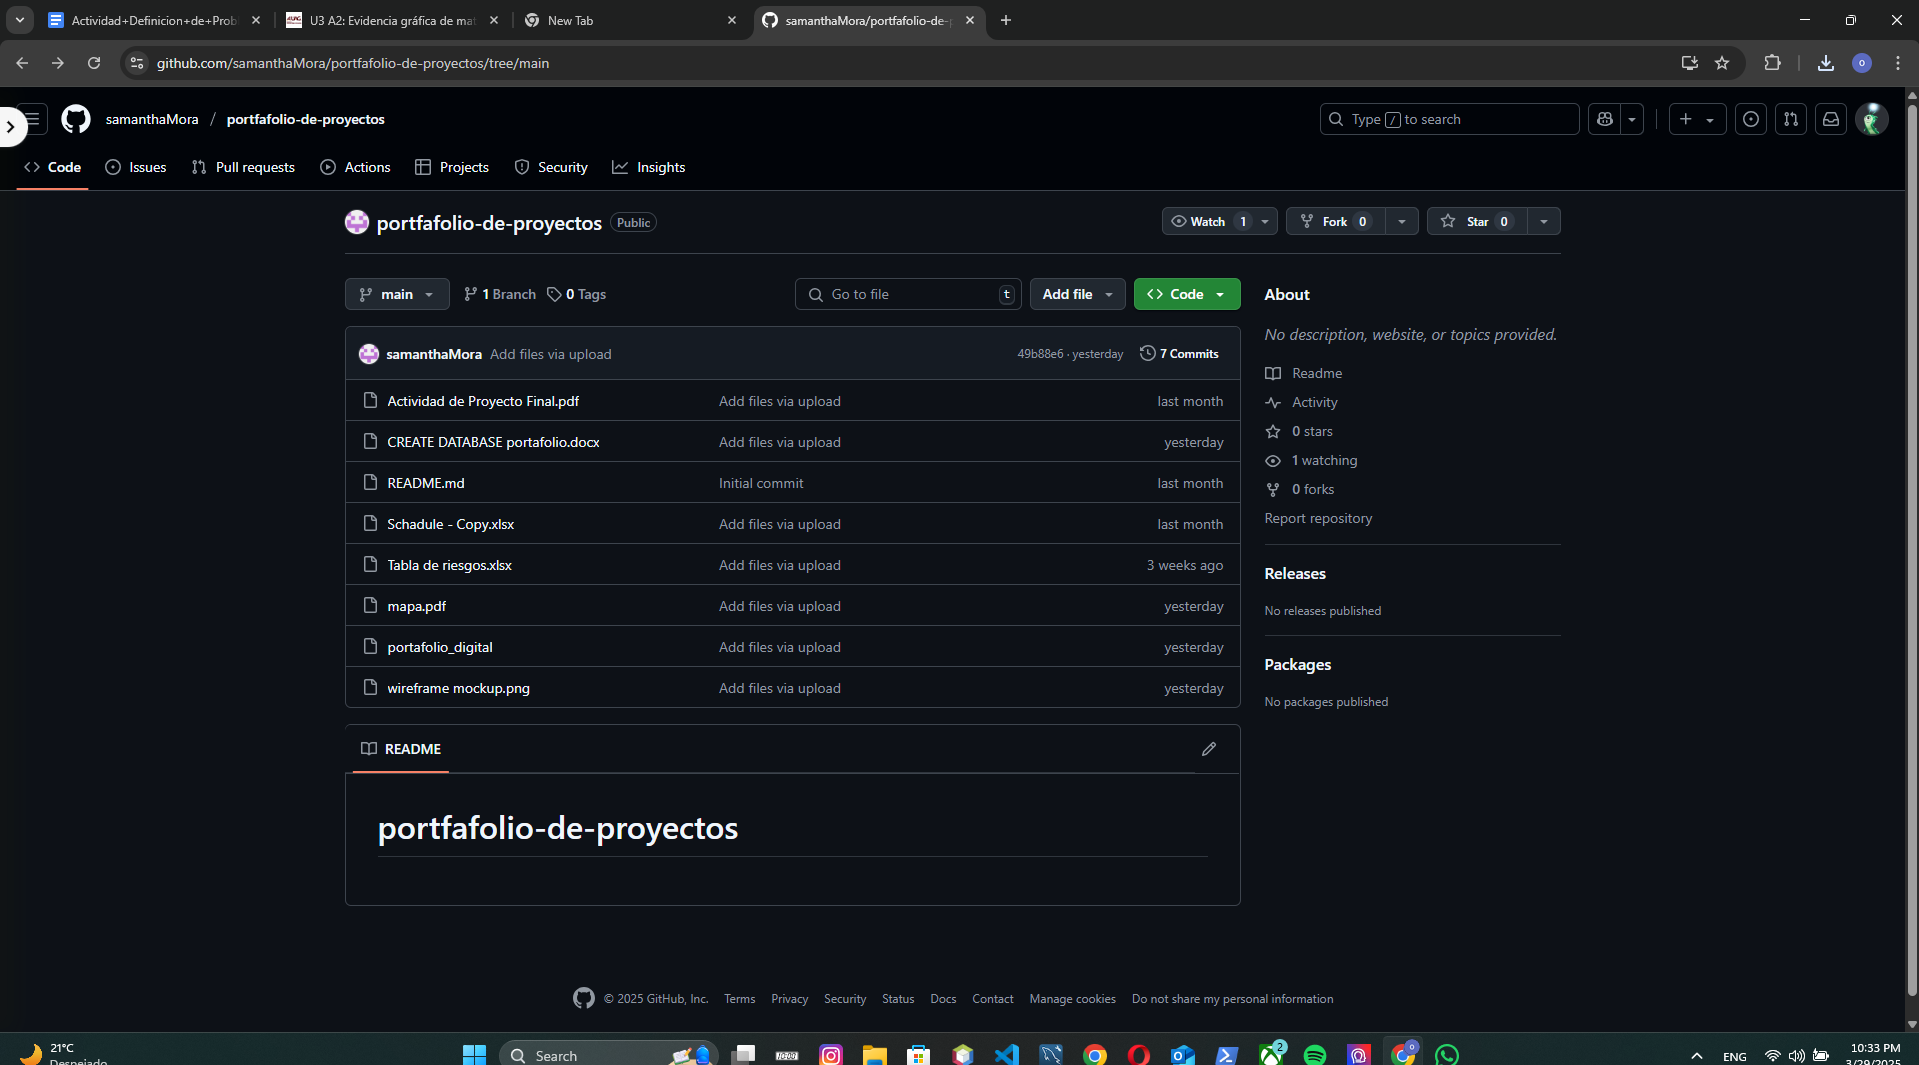 Actividad+Definicion+de+Prob
U3 A2: Evidencia gráfica de mat
New Tab
samanthaMora/portfafolio-de-
github.com/samanthaMora/portfafolio-de-proyectos/tree/main
samanthaMora / portfafolio-de-proyectos
Type / to search
Code
Issues
Pull requests
Actions
Projects
Security
Insights
portfafolio-de-proyectos Public
Watch 1
Fork 0
Star 0
main
1 Branch
0 Tags
Go to file t
Add file
Code
samanthaMora Add files via upload 49b88e6 · yesterday 7 Commits
Actividad de Proyecto Final.pdf Add files via upload last month
CREATE DATABASE portafolio.docx Add files via upload yesterday
README.md Initial commit last month
Schadule - Copy.xlsx Add files via upload last month
Tabla de riesgos.xlsx Add files via upload 3 weeks ago
mapa.pdf Add files via upload yesterday
portafolio_digital Add files via upload yesterday
wireframe mockup.png Add files via upload yesterday
README
portfafolio-de-proyectos
About
No description, website, or topics provided.
Readme
Activity
0 stars
1 watching
0 forks
Report repository
Releases
No releases published
Packages
No packages published
© 2025 GitHub, Inc. Terms Privacy Security Status Docs Contact Manage cookies Do not share my personal information
21°C
Despejado
Search
2
ENG
10:33 PM
3/29/2025